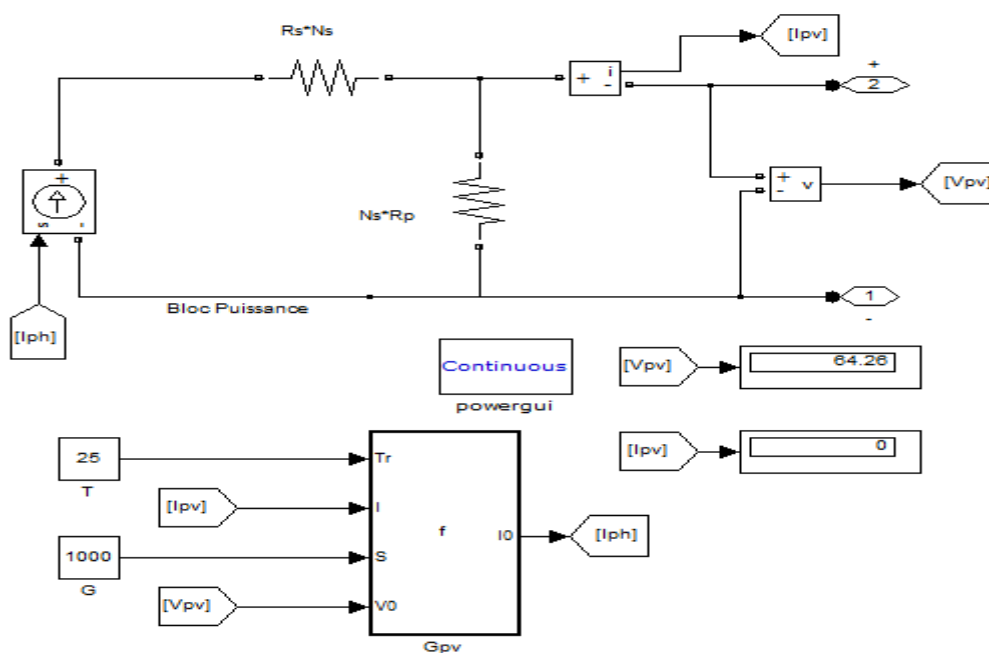 Rs*Ns
[Ipv]
+ i
-
+
2
+
s -
Ns*Rp
+
- v
[Vpv]
Bloc Puissance
1
-
[Iph]
Continuous
powergui
[Vpv]
64.26
[Ipv]
0
25
T
Tr
[Ipv]
I
f
I0
[Iph]
1000
G
S
[Vpv]
V0
Gpv